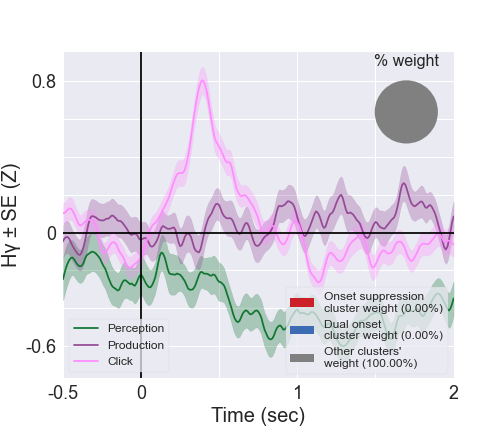 % weight
0.8
0
-0.6
Hγ ± SE (Z)
Perception
Production
Click
Onset suppression
cluster weight (0.00%)
Dual onset
cluster weight (0.00%)
Other clusters'
weight (100.00%)
-0.5 0 1 2
Time (sec)